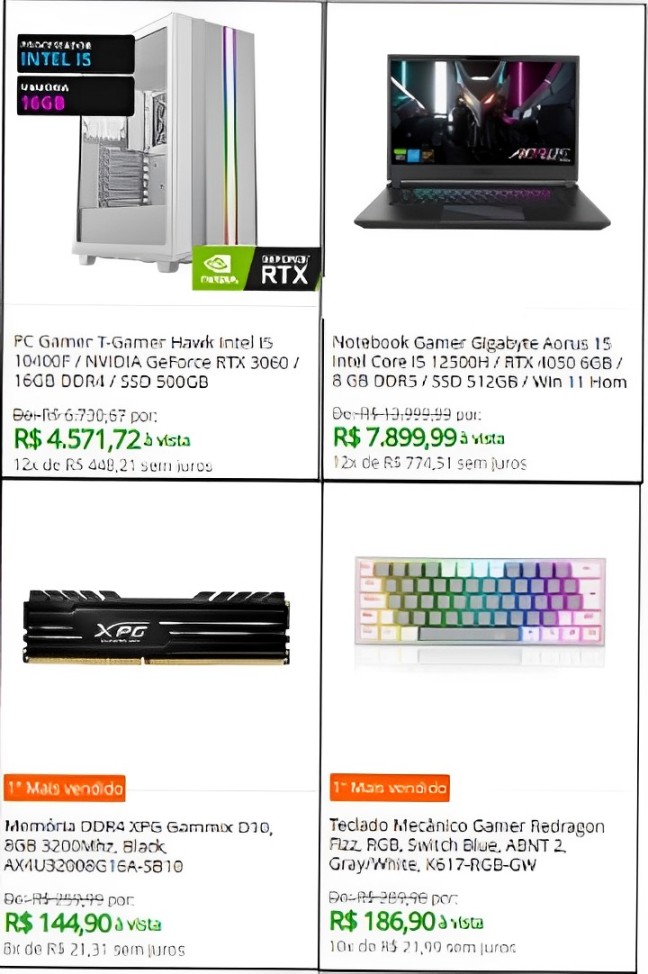 PROCESSADOR
INTEL I5
16GB
GEFORCE
NVIDIA.
RTX
PC Gamer T-Gamer Hawk Intel I5
10400F / NVIDIA GeForce RTX 3060 /
16GB DDR4 / SSD 500GB
De: R$ 6.730,67 por:
R$ 4.571,72 à vista
12x de R$ 448,21 sem juros
AORUS
Notebook Gamer Gigabyte Aorus 15
Intel Core I5 12500H / RTX 4050 6GB /
8 GB DDR5 / SSD 512GB / Win 11 Hom
De: R$ 10.999,99 por:
R$ 7.899,99 à vista
12x de R$ 774,51 sem juros
XPG
1° Mais vendido
Memória DDR4 XPG Gammix D10,
8GB 3200Mhz, Black,
AX4U32008G16A-SB10
De: R$ 259,99 por:
R$ 144,90 à vista
8x de R$ 21,31 sem juros
1° Mais vendido
Teclado Mecânico Gamer Redragon
Fizz, RGB, Switch Blue, ABNT 2,
Gray/White, K617-RGB-GW
De: R$ 289,90 por:
R$ 186,90 à vista
10x de R$ 21,99 sem juros